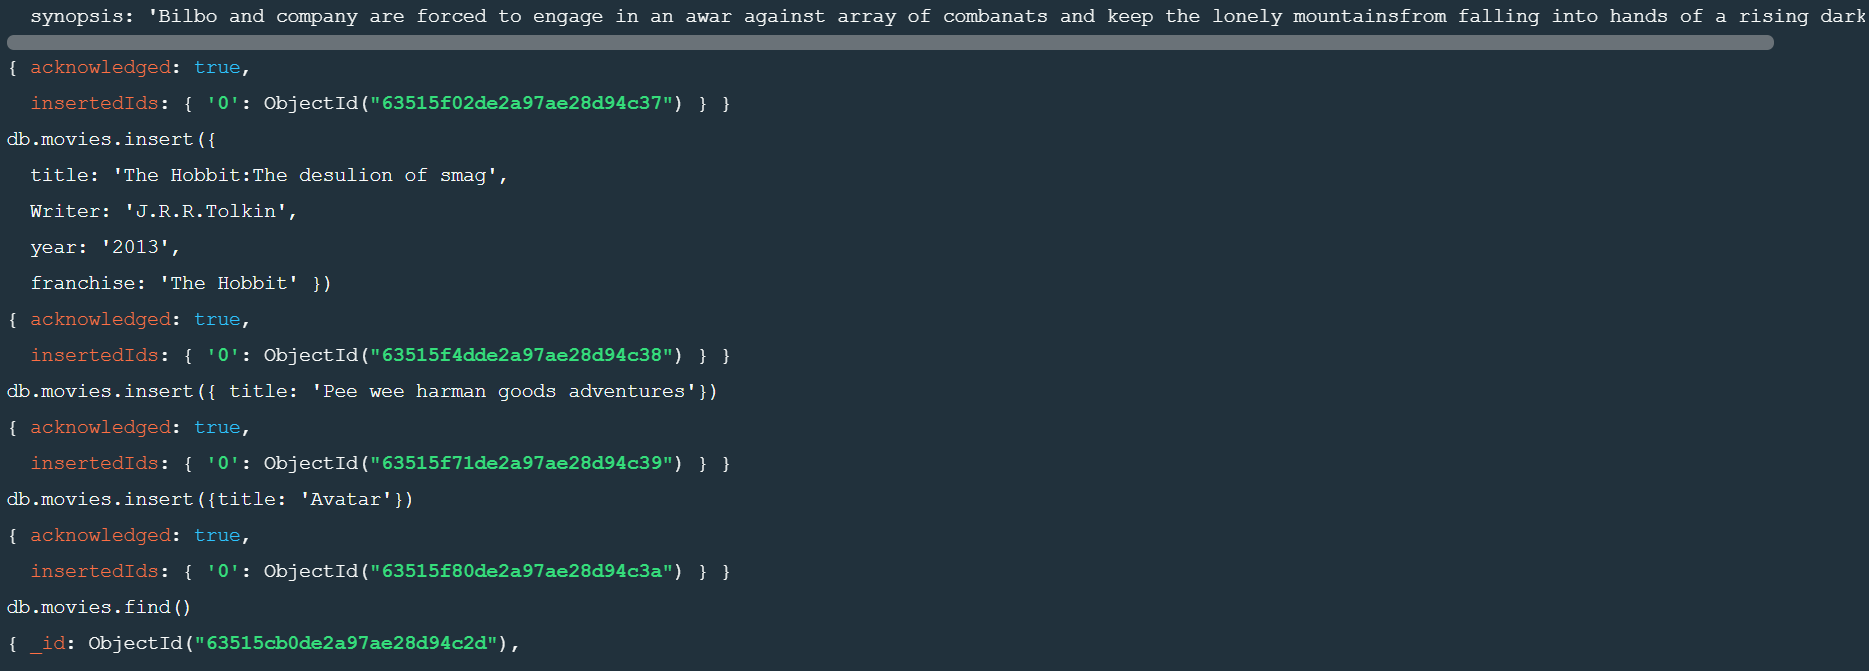 synopsis: 'Bilbo and company are forced to engage in an awar against array of combanats and keep the lonely mountainsfrom falling into hands of a rising dark
{ acknowledged: true,
insertedIds: { '0': ObjectId("63515f02de2a97ae28d94c37") } }
db.movies.insert({
title: 'The Hobbit:The desulion of smag',
Writer: 'J.R.R.Tolkin',
year: '2013',
franchise: 'The Hobbit' })
{ acknowledged: true,
insertedIds: { '0': ObjectId("63515f4dde2a97ae28d94c38") } }
db.movies.insert({ title: 'Pee wee harman goods adventures'})
{ acknowledged: true,
insertedIds: { '0': ObjectId("63515f71de2a97ae28d94c39") } }
db.movies.insert({title: 'Avatar'})
{ acknowledged: true,
insertedIds: { '0': ObjectId("63515f80de2a97ae28d94c3a") } }
db.movies.find()
{ _id: ObjectId("63515cb0de2a97ae28d94c2d"),